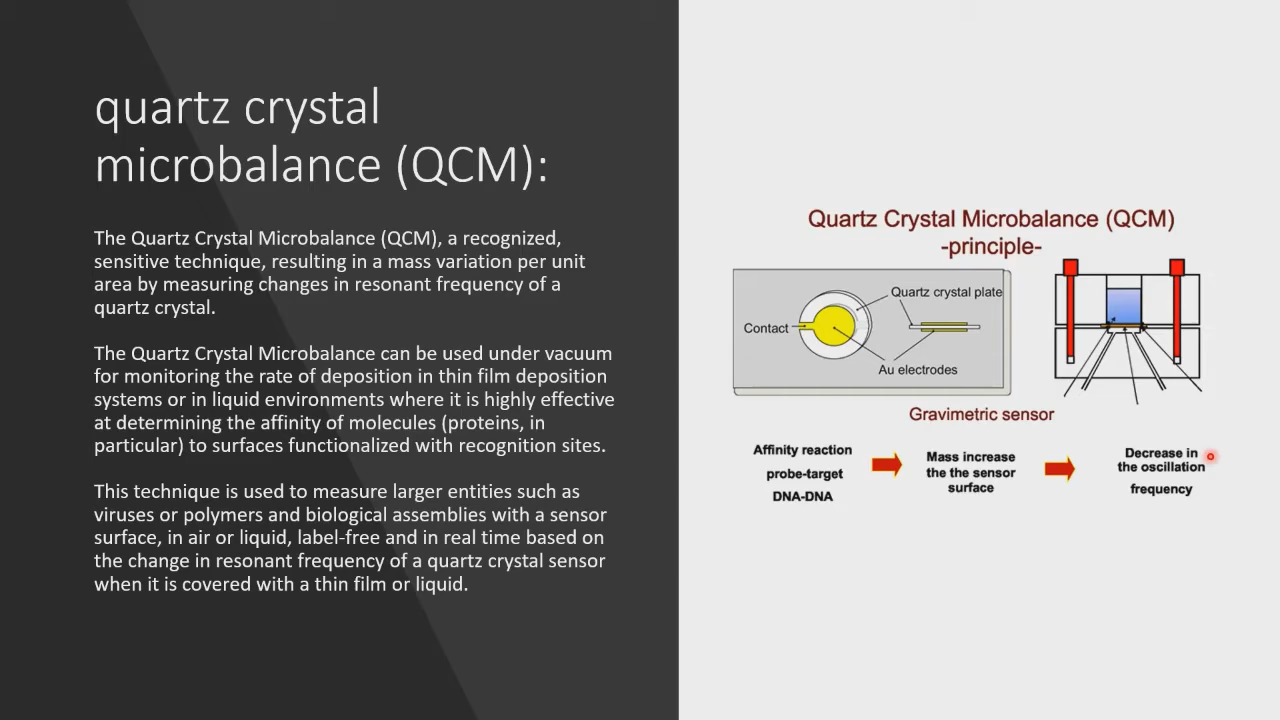 quartz crystal
microbalance (QCM):
The Quartz Crystal Microbalance (QCM), a recognized,
sensitive technique, resulting in a mass variation per unit
area by measuring changes in resonant frequency of a
quartz crystal.
The Quartz Crystal Microbalance can be used under vacuum
for monitoring the rate of deposition in thin film deposition
systems or in liquid environments where it is highly effective
at determining the affinity of molecules (proteins, in
particular) to surfaces functionalized with recognition sites.
This technique is used to measure larger entities such as
viruses or polymers and biological assemblies with a sensor
surface, in air or liquid, label-free and in real time based on
the change in resonant frequency of a quartz crystal sensor
when it is covered with a thin film or liquid.
Quartz Crystal Microbalance (QCM)
-principle-
Quartz crystal plate
Contact
Au electrodes
Gravimetric sensor
Affinity reaction
probe-target
DNA-DNA
Mass increase
the the sensor
surface
Decrease in
the oscillation
frequency